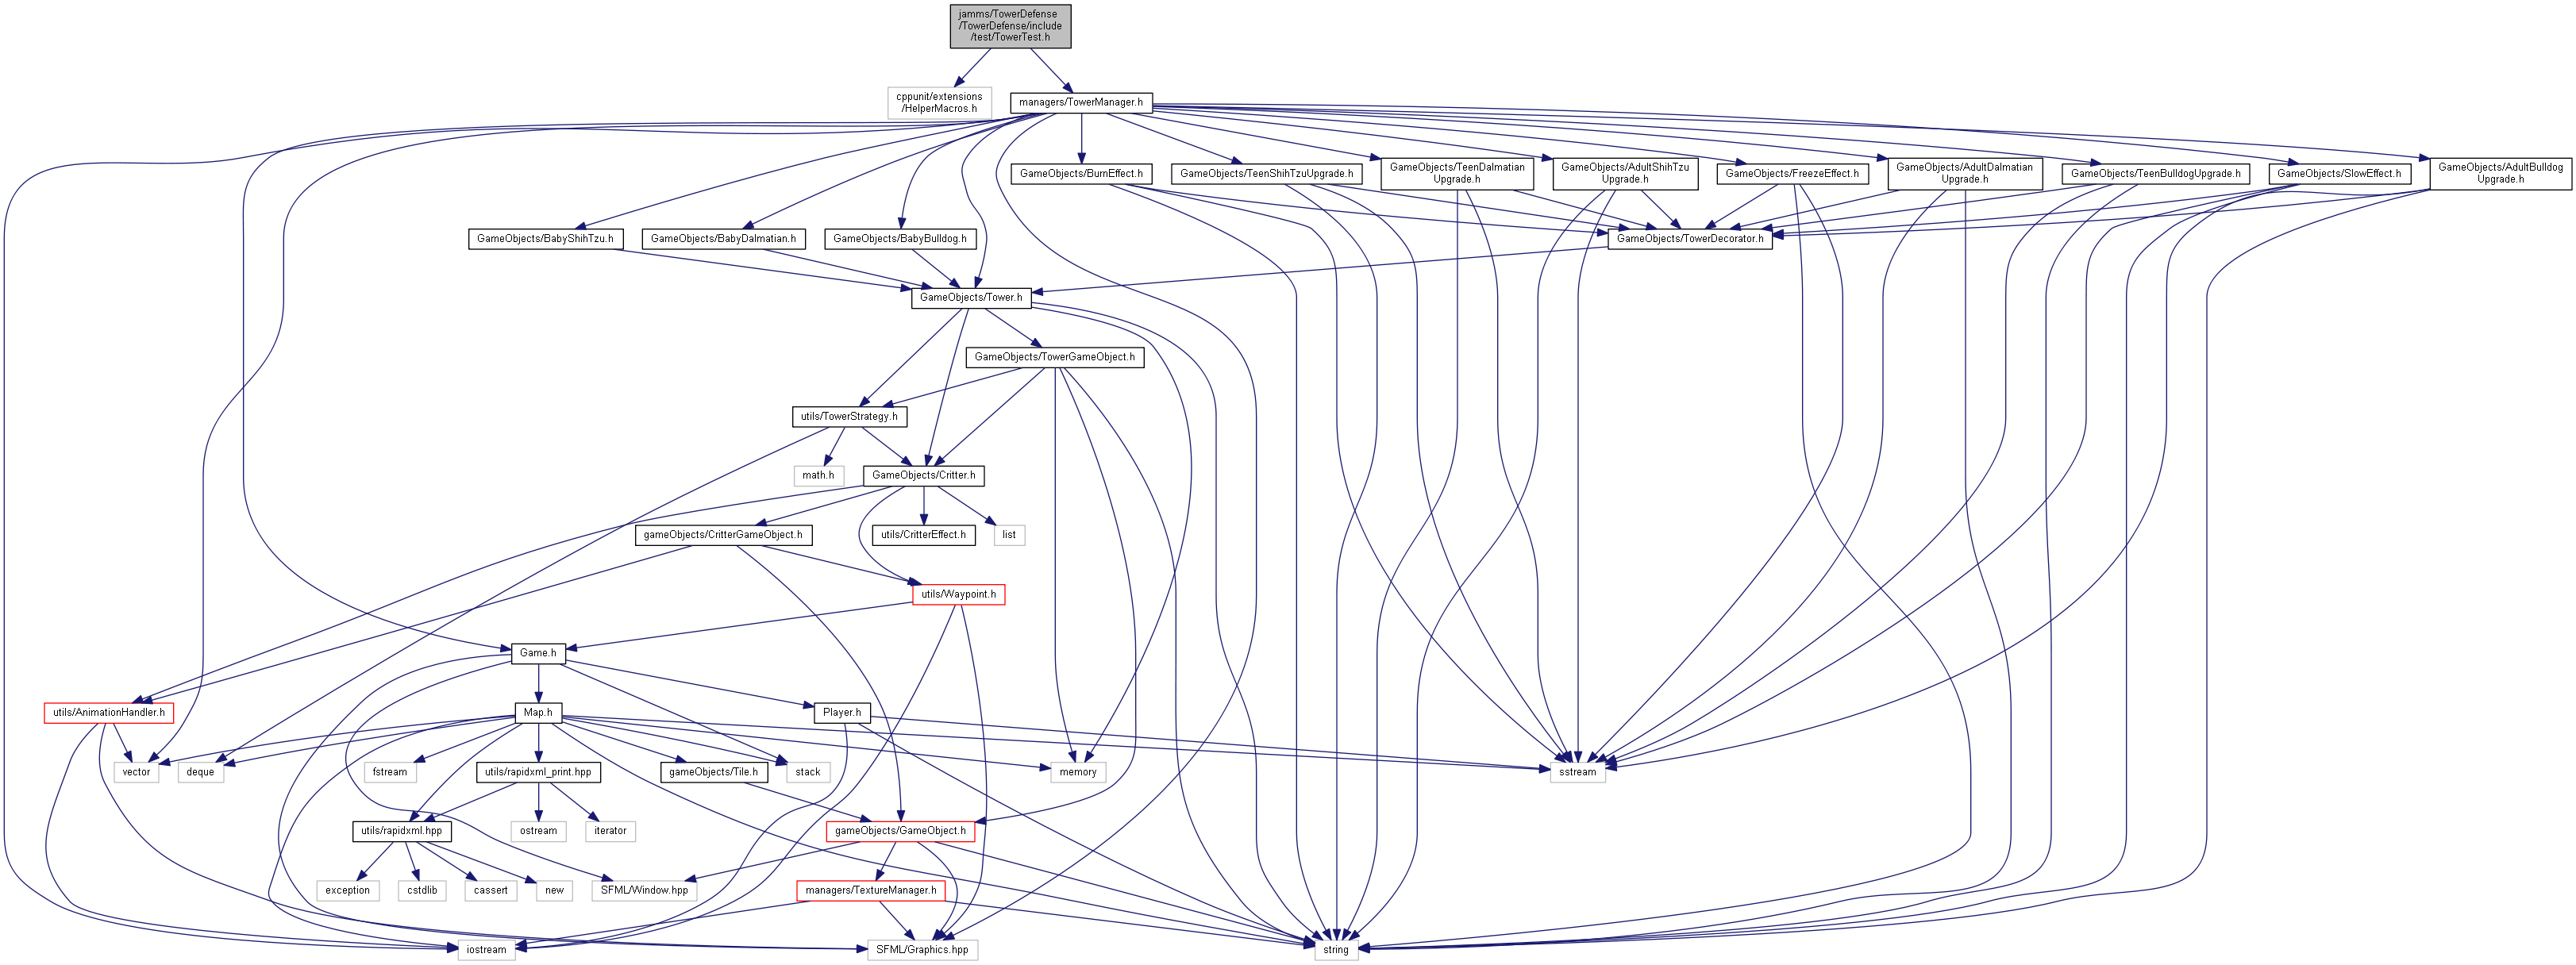 jamms/TowerDefense
/TowerDefense/include
/test/TowerTest.h
cppunit/extensions
/HelperMacros.h
managers/TowerManager.h
GameObjects/BurnEffect.h
GameObjects/TeenShihTzuUpgrade.h
GameObjects/TeenDalmatian
Upgrade.h
GameObjects/AdultShihTzu
Upgrade.h
GameObjects/FreezeEffect.h
GameObjects/AdultDalmatian
Upgrade.h
GameObjects/TeenBulldogUpgrade.h
GameObjects/SlowEffect.h
GameObjects/AdultBulldog
Upgrade.h
GameObjects/BabyShihTzu.h
GameObjects/BabyDalmatian.h
GameObjects/BabyBulldog.h
GameObjects/TowerDecorator.h
GameObjects/Tower.h
GameObjects/TowerGameObject.h
utils/TowerStrategy.h
math.h
GameObjects/Critter.h
gameObjects/CritterGameObject.h
utils/CritterEffect.h
list
utils/Waypoint.h
Game.h
utils/AnimationHandler.h
Map.h
Player.h
vector
deque
fstream
utils/rapidxml_print.hpp
gameObjects/Tile.h
stack
memory
sstream
utils/rapidxml.hpp
ostream
iterator
gameObjects/GameObject.h
exception
cstdlib
cassert
new
SFML/Window.hpp
managers/TextureManager.h
iostream
SFML/Graphics.hpp
string